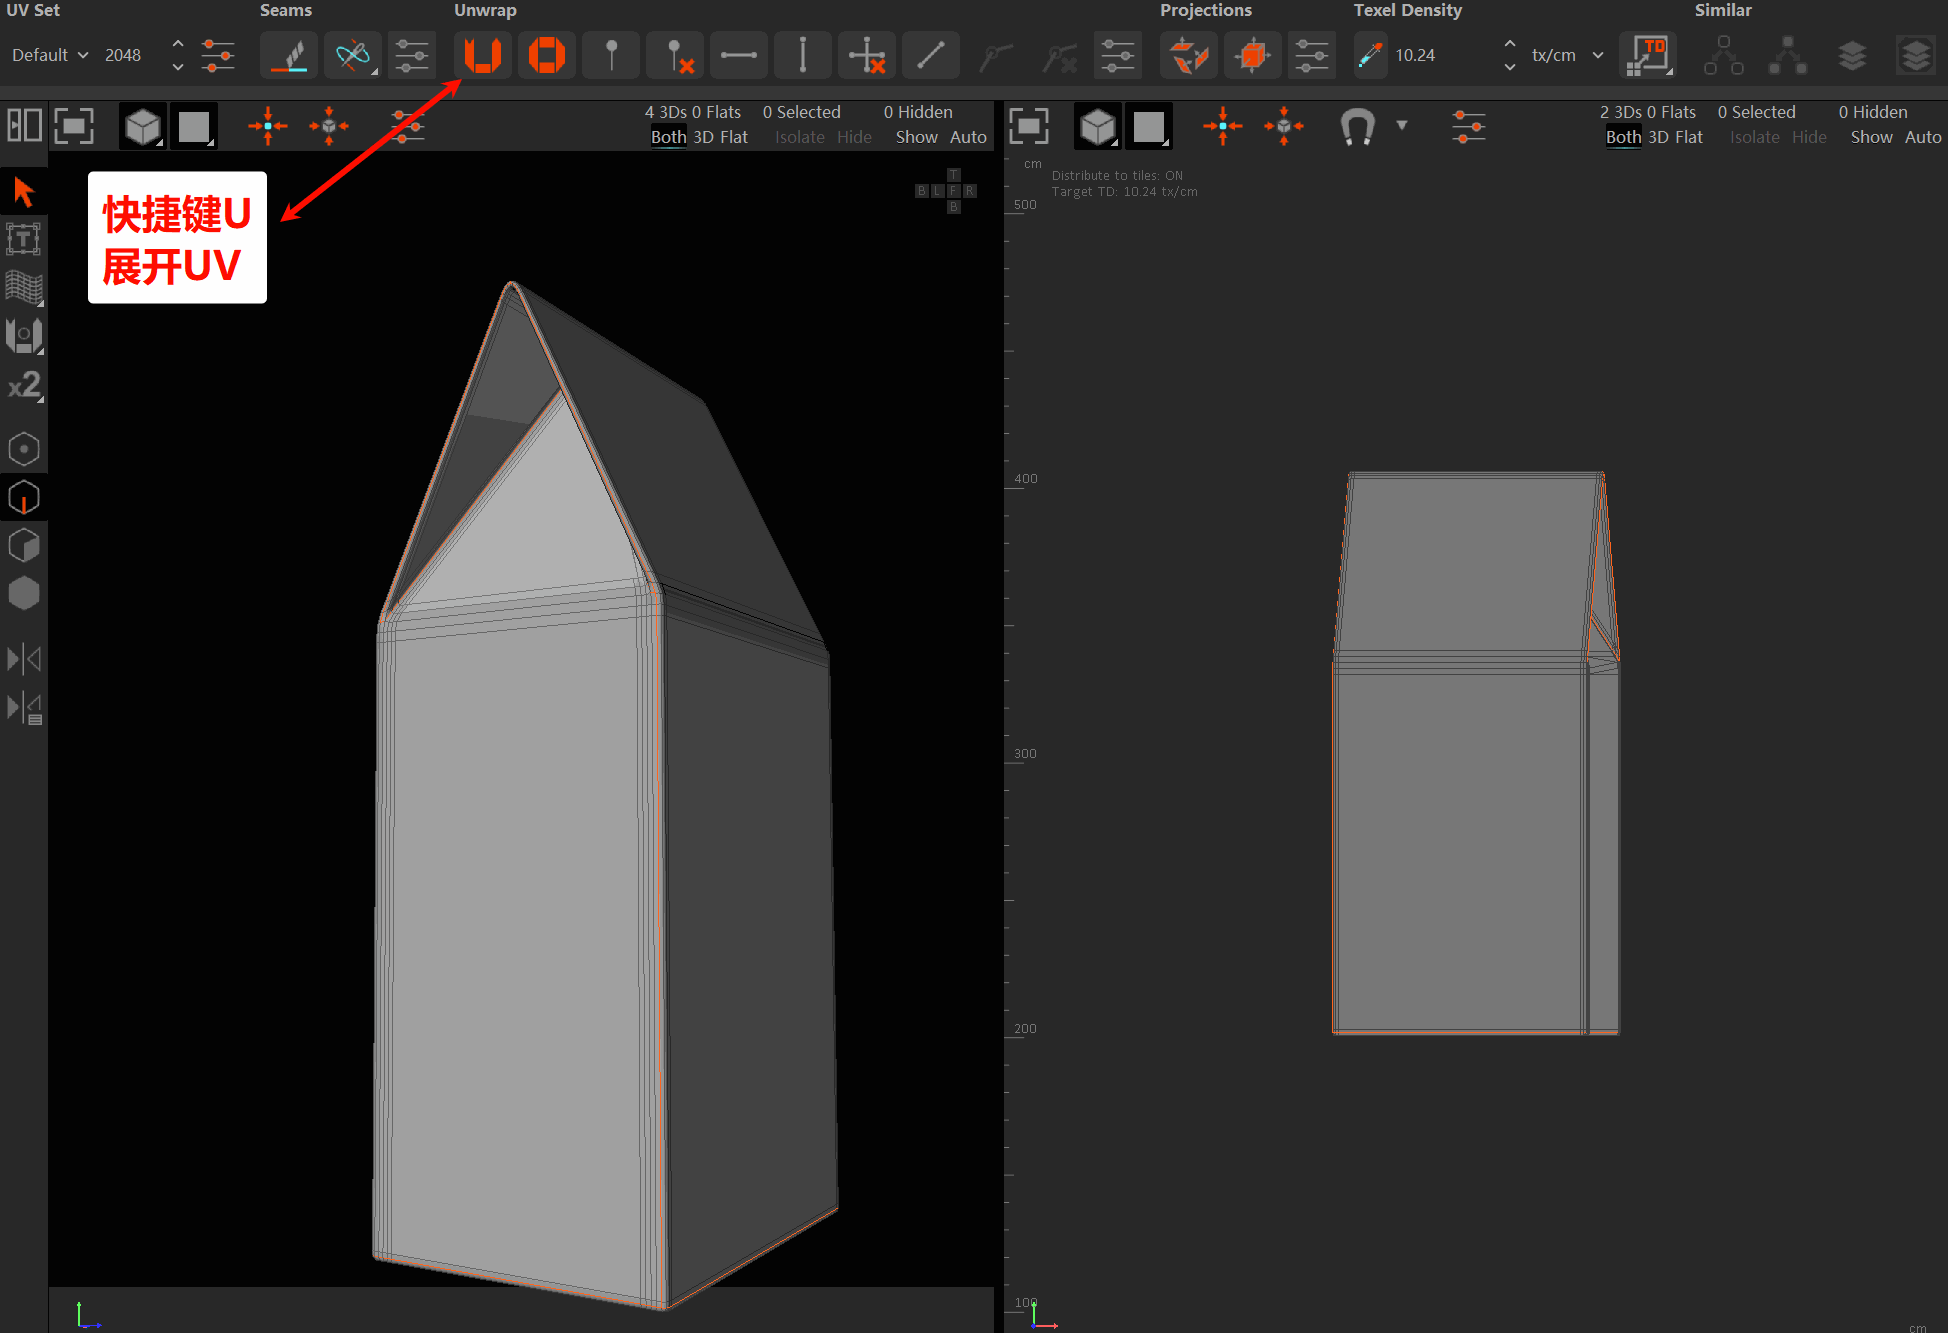 UV Set
Seams
Unwrap
Projections
Texel Density
Similar
Default
2048
10.24
tx/cm
TD
4 3Ds 0 Flats
0 Selected
0 Hidden
Both 3D Flat
Isolate Hide
Show Auto
2 3Ds 0 Flats
0 Selected
0 Hidden
Both 3D Flat
Isolate Hide
Show Auto
快捷键U
展开UV
T
B L F R
B
T
x2
cm
Distribute to tiles: ON
Target TD: 10.24 tx/cm
500
400
300
200
100
cm